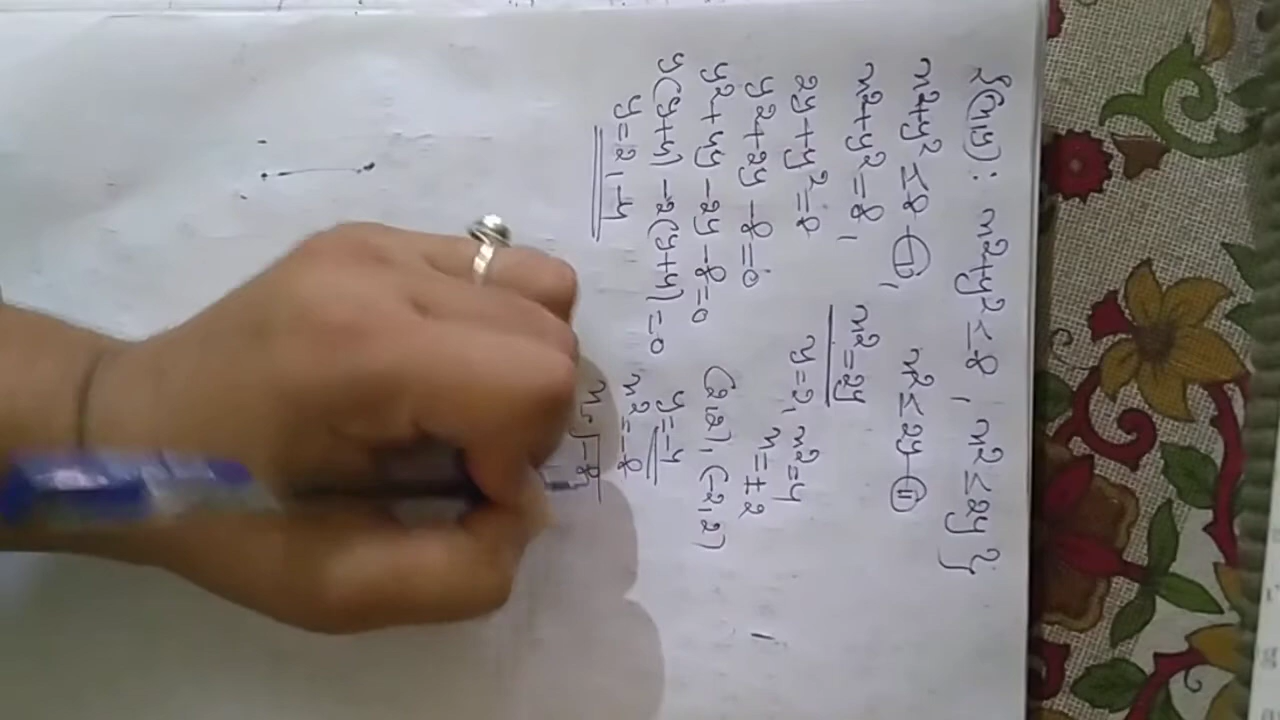 {(x,y): x²+y² ≤ 8, x² ≤ 2y}
x²+y² ≤ 8 - (I), x² ≤ 2y - (II)
x²+y² = 8, x² = 2y
2y+y² = 8
y²+2y-8=0
y²+4y-2y-8=0
y(y+4)-2(y+4)=0
y=2,-4
y=2, x²=4
x=±2
(2,2), (-2,2)
y=-4
x²=-8
x=√-8